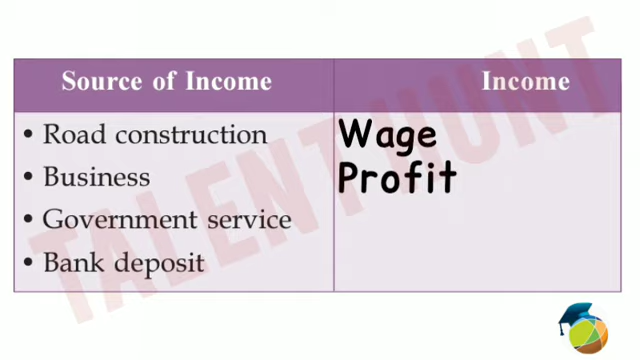 Source of Income Income
• Road construction Wage
• Business Profit
• Government service
• Bank deposit
TALENT HUNT